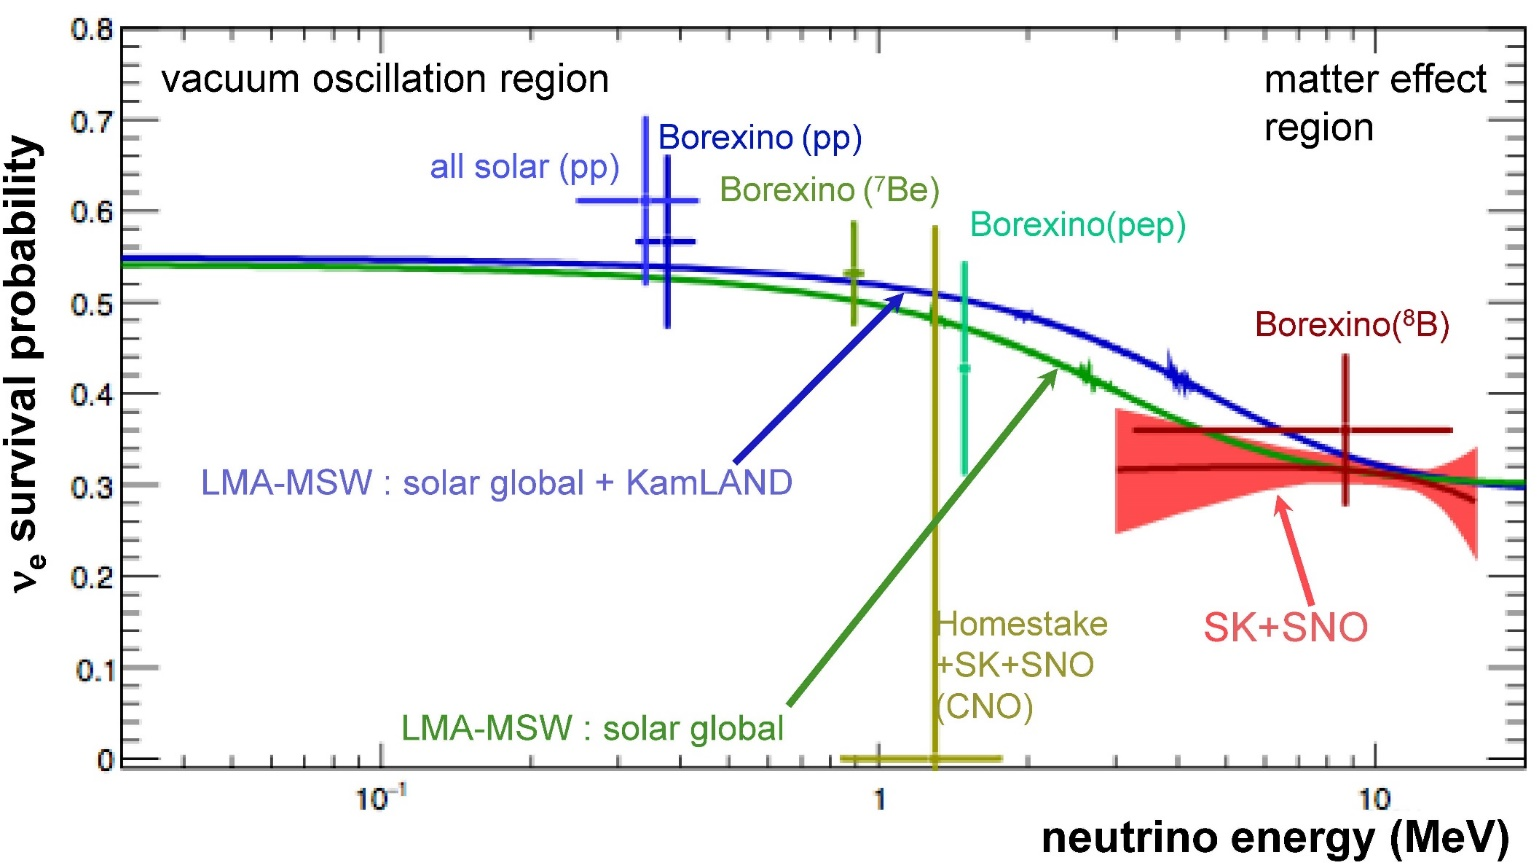 0.8
vacuum oscillation region
matter effect
region
0.7
Borexino (pp)
all solar (pp)
Borexino (⁷Be)
0.6
Borexino(pep)
0.5
Borexino(⁸B)
0.4
LMA-MSW : solar global + KamLAND
0.3
0.2
Homestake
+SK+SNO
(CNO)
SK+SNO
0.1
LMA-MSW : solar global
0
10⁻¹
1
10
neutrino energy (MeV)
νe survival probability